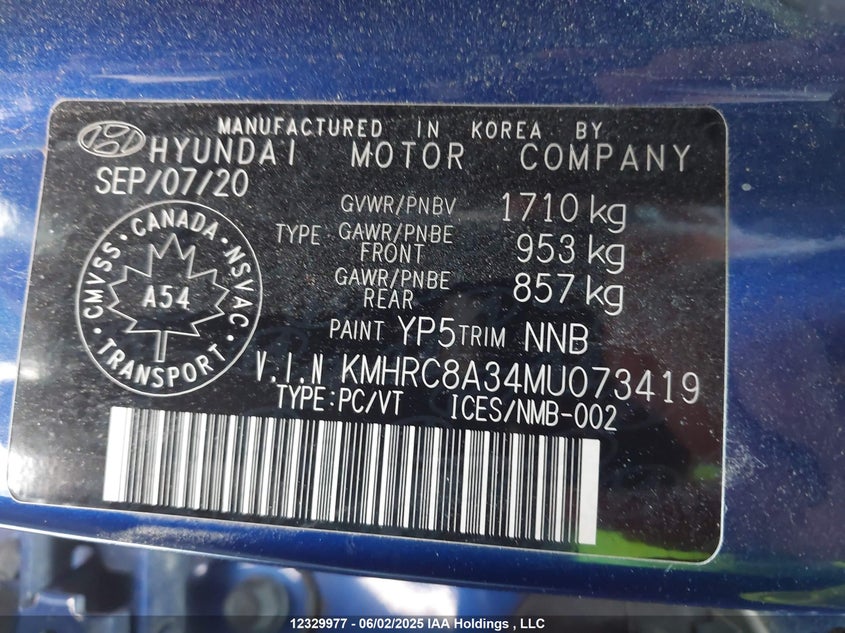 MANUFACTURED IN KOREA BY
HYUNDAI MOTOR COMPANY
SEP/07/20
GVWR/PNBV 1710 kg
TYPE GAWR/PNBE FRONT 953 kg
GAWR/PNBE REAR 857 kg
CMVSS · CANADA · NSVAC · TRANSPORT
A54
PAINT YP5 TRIM NNB
V.I.N KMHRC8A34MU073419
TYPE:PC/VT ICES/NMB-002
12329977 - 06/02/2025 IAA Holdings , LLC